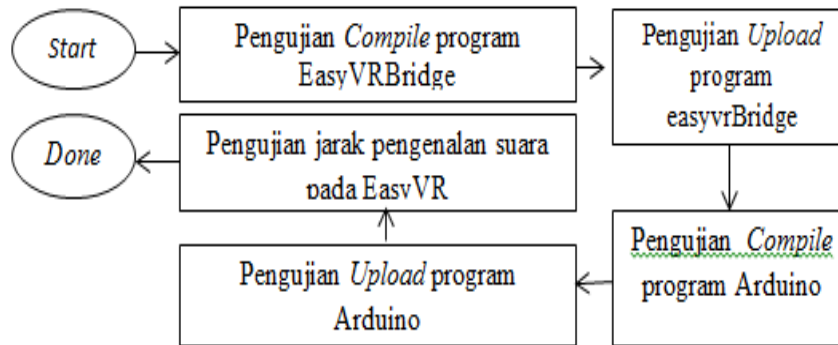 Start
Pengujian Compile program
EasyVRBridge
Pengujian Upload
program
easyvrBridge
Pengujian Compile
program Arduino
Pengujian Upload program
Arduino
Pengujian jarak pengenalan suara
pada EasyVR
Done